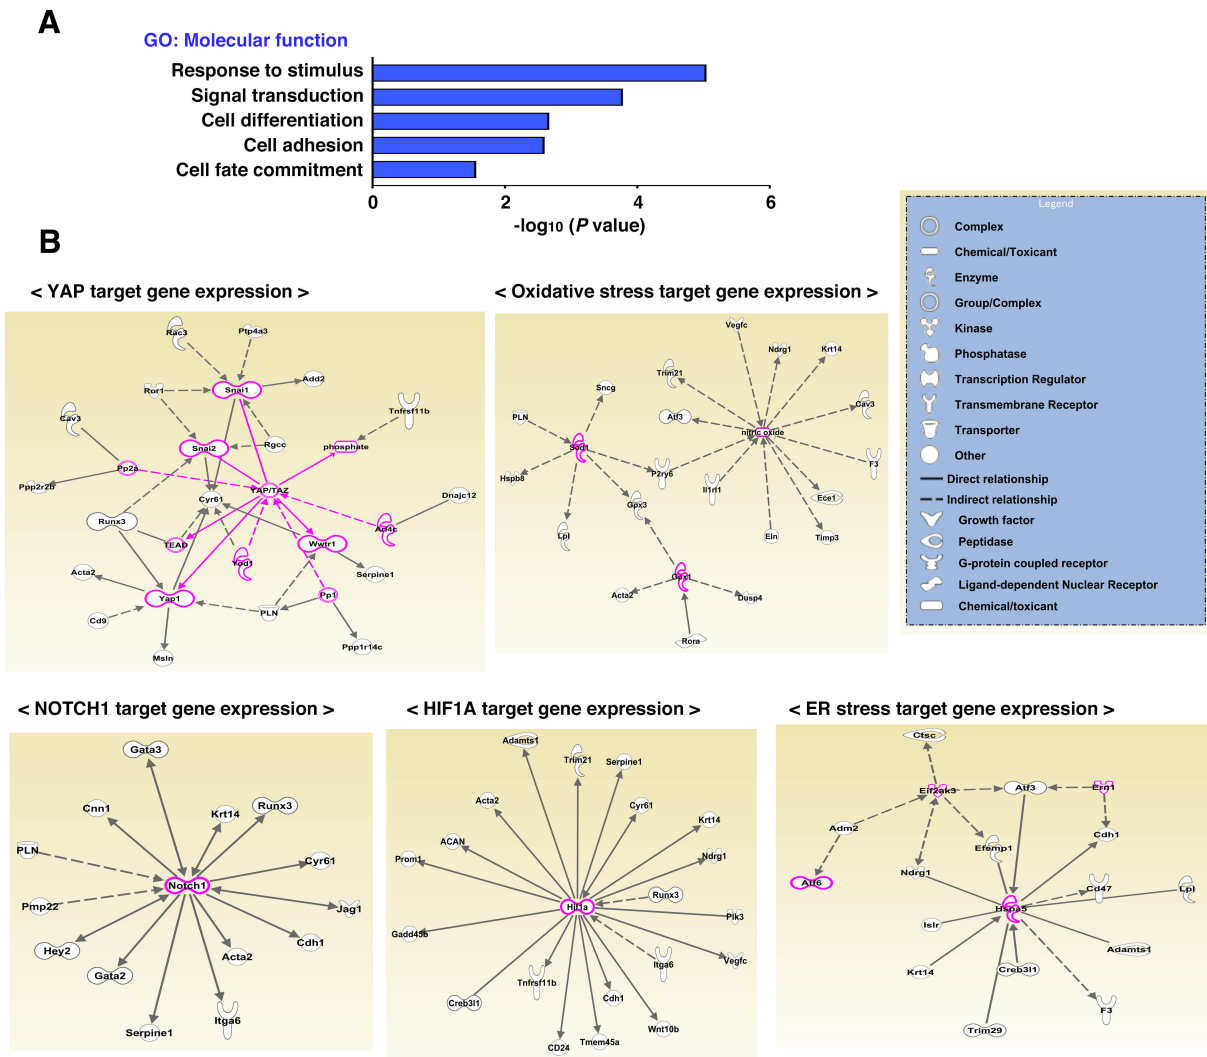 A
GO: Molecular function
Response to stimulus
Signal transduction
Cell differentiation
Cell adhesion
Cell fate commitment
0 2 4 6
-log10 (P value)
B
< YAP target gene expression >
Rac3
Ptp4a3
Ror1
Snai1
Add2
Cav3
Tnfrsf11b
Snai2
Rgcc
phosphate
Pp2a
Ppp2r2b
YAP/TAZ
Cyr61
Dnajc12
Runx3
Arl4c
TEAD
Wwtr1
Yod1
Acta2
Serpine1
Yap1
Pp1
PLN
Cd9
Ppp1r14c
Msln
< Oxidative stress target gene expression >
Vegfc
Ndrg1
Krt14
Trim21
Sncg
Cav3
PLN
Atf3
nitric oxide
Sod1
F3
Hspb8
P2ry6
Il1rl1
Ece1
Gpx3
Lpl
Eln
Timp3
Gpx1
Acta2
Dusp4
Rora
Legend
Complex
Chemical/Toxicant
Enzyme
Group/Complex
Kinase
Phosphatase
Transcription Regulator
Transmembrane Receptor
Transporter
Other
Direct relationship
Indirect relationship
Growth factor
Peptidase
G-protein coupled receptor
Ligand-dependent Nuclear Receptor
Chemical/toxicant
< NOTCH1 target gene expression >
Gata3
Cnn1
Krt14
Runx3
PLN
Cyr61
Notch1
Pmp22
Jag1
Hey2
Cdh1
Acta2
Gata2
Itga6
Serpine1
< HIF1A target gene expression >
Adamts1
Trim21
Serpine1
Acta2
Cyr61
Krt14
ACAN
Prom1
Ndrg1
Runx3
Hif1a
Plk3
Gadd45b
Itga6
Vegfc
Tnfrsf11b
Creb3l1
Cdh1
Wnt10b
CD24
Tmem45a
< ER stress target gene expression >
Ctsc
Eif2ak3
Atf3
Ern1
Adm2
Cdh1
Efemp1
Ndrg1
Atf6
Cd47
Lpl
Hspa5
Islr
Adamts1
Krt14
Creb3l1
F3
Trim29